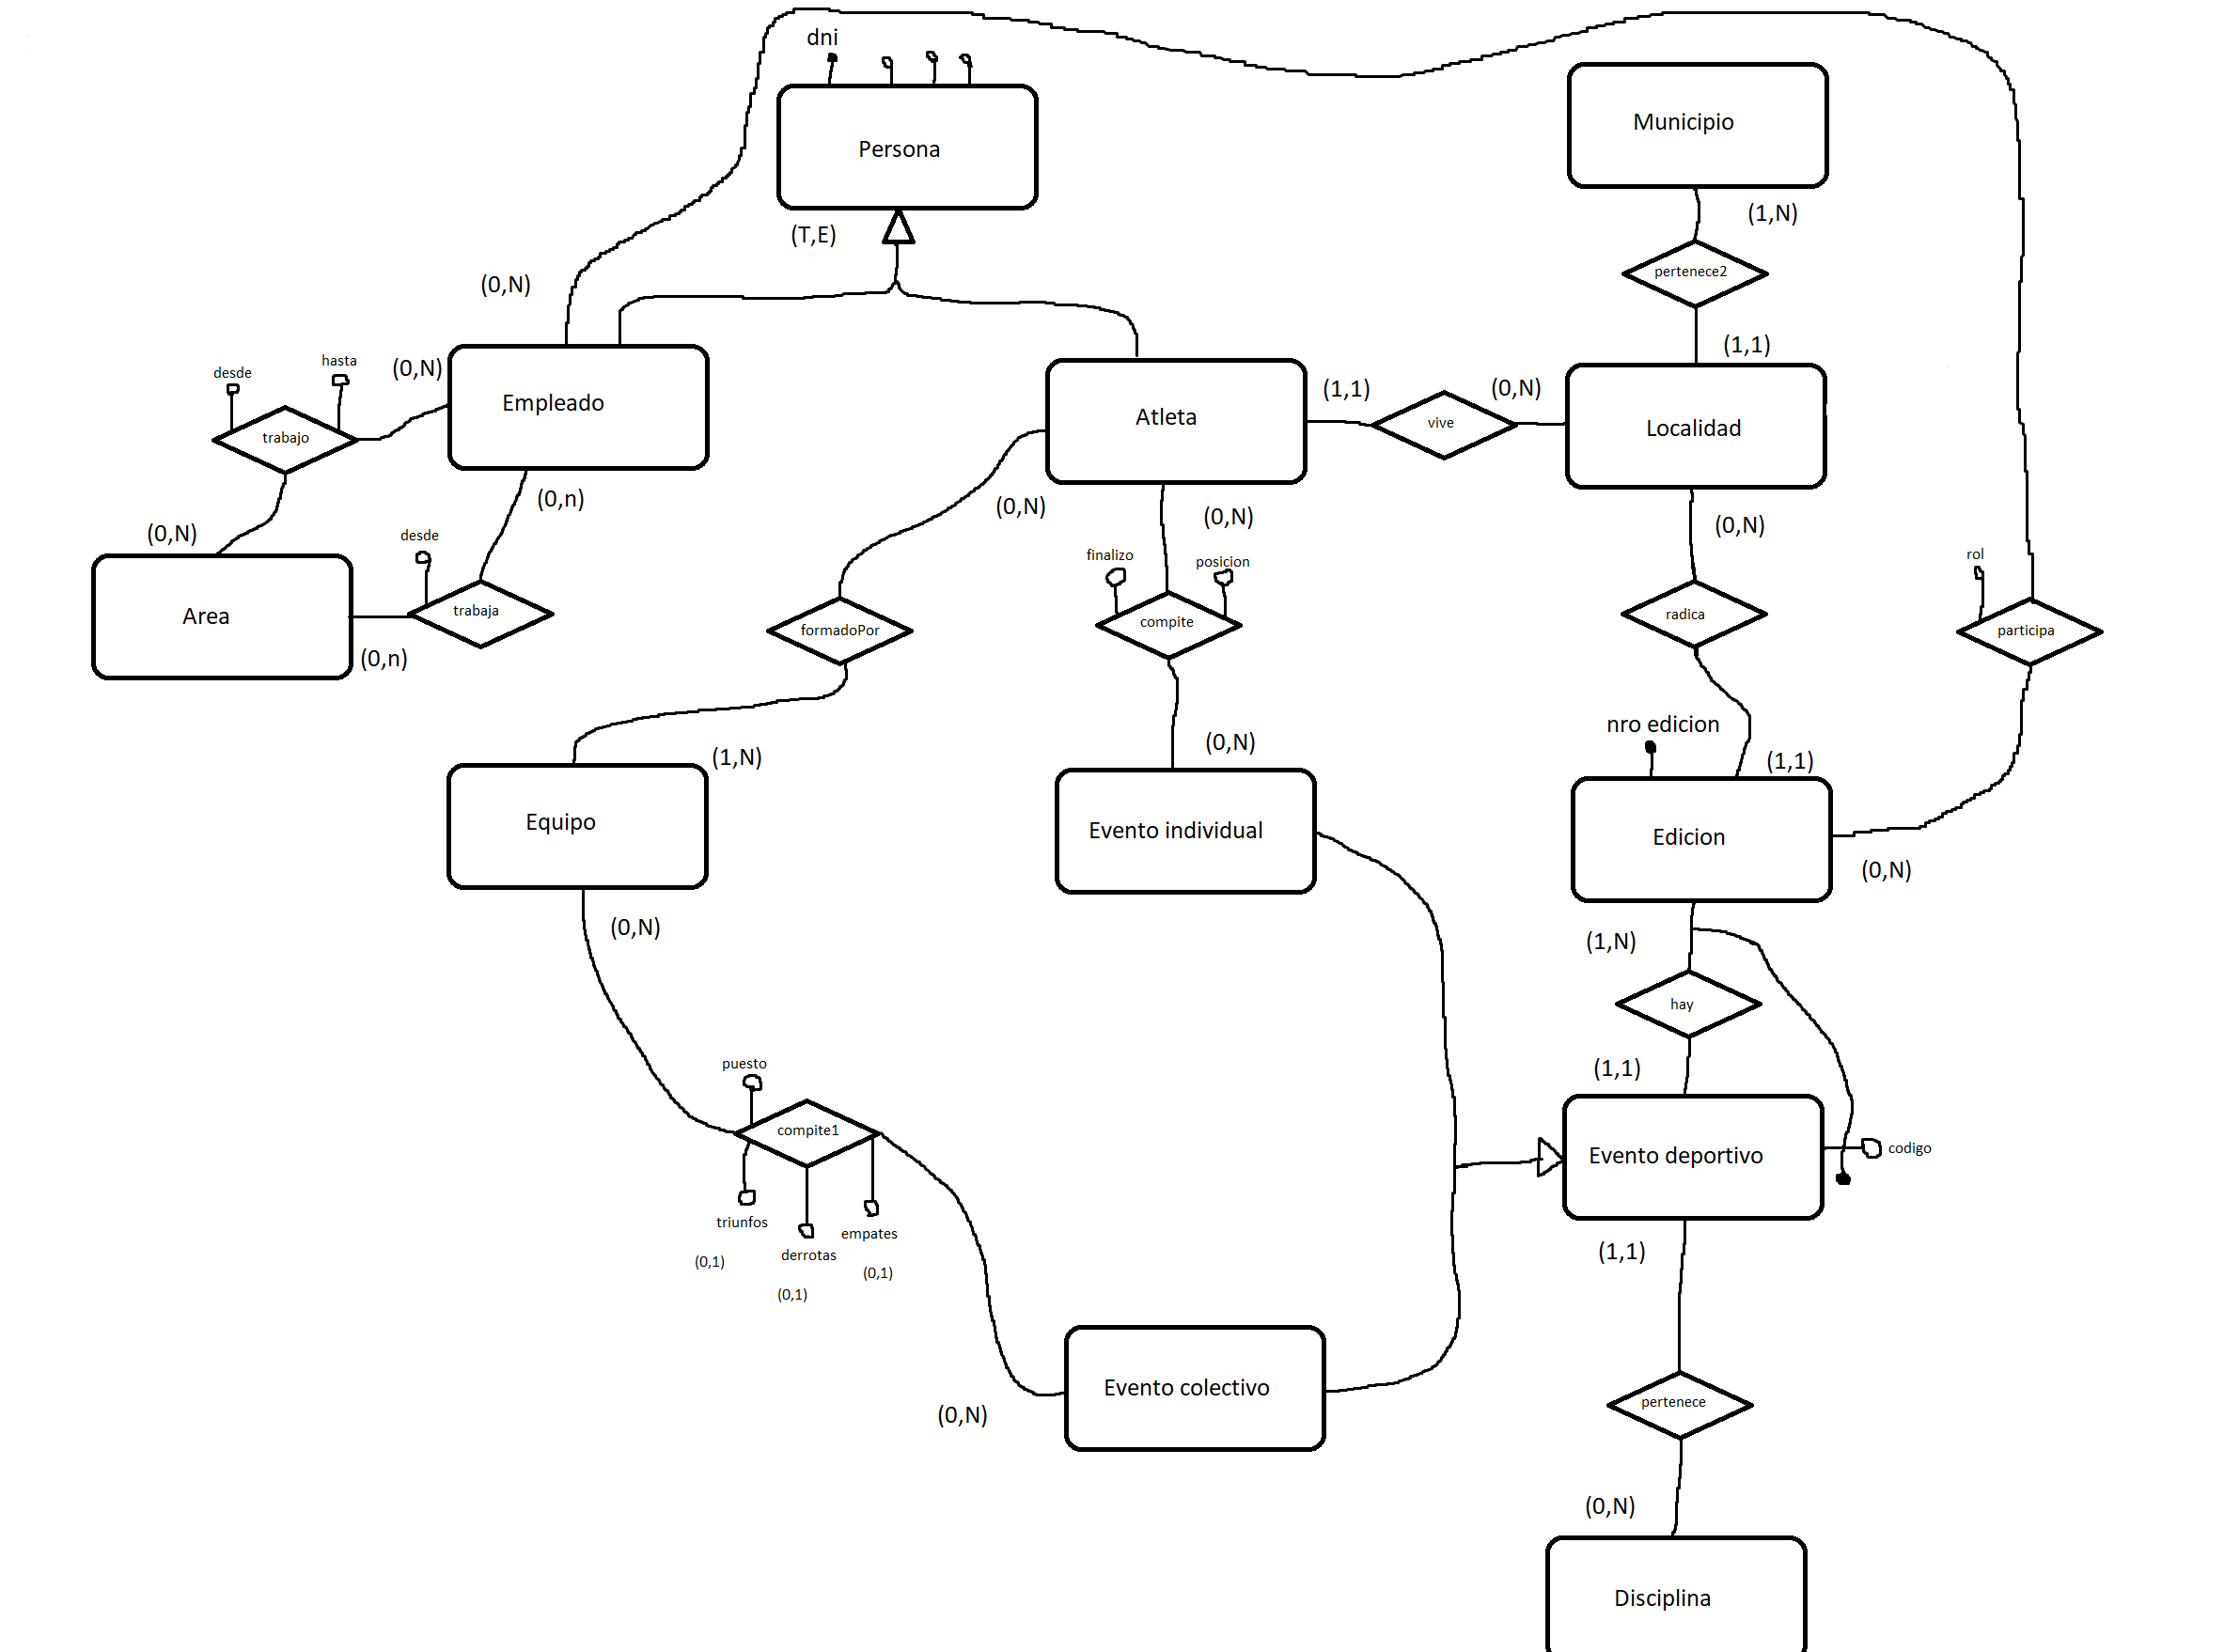 dni
Persona
Municipio
(T,E)
(1,N)
pertenece2
(0,N)
(1,1)
desde
hasta
(0,N)
Empleado
Atleta
(1,1)
vive
(0,N)
Localidad
trabajo
(0,n)
(0,N)
(0,N)
(0,N)
(0,N)
desde
finalizo
posicion
rol
Area
trabaja
formadoPor
compite
radica
participa
(0,n)
nro edicion
(1,N)
(0,N)
(1,1)
Equipo
Evento individual
Edicion
(0,N)
(0,N)
(1,N)
hay
puesto
(1,1)
compite1
Evento deportivo
codigo
triunfos
empates
derrotas
(0,1)
(0,1)
(0,1)
(1,1)
Evento colectivo
(0,N)
pertenece
(0,N)
Disciplina